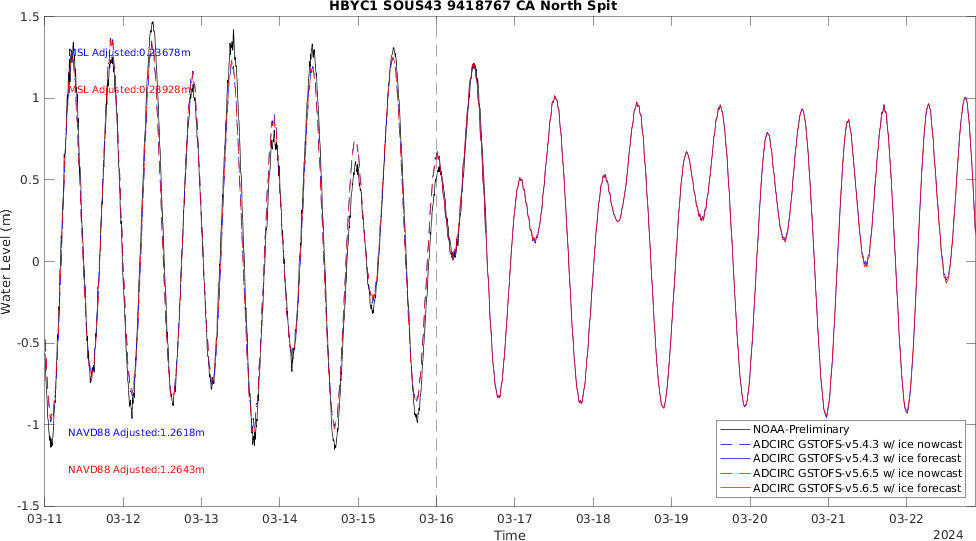 HBYC1 SOUS43 9418767 CA North Spit
1.5
1
0.5
0
-0.5
-1
-1.5
Water Level (m)
MSL Adjusted:0.23678m
MSL Adjusted:0.23928m
NAVD88 Adjusted:1.2618m
NAVD88 Adjusted:1.2643m
NOAA-Preliminary
ADCIRC GSTOFS-v5.4.3 w/ ice nowcast
ADCIRC GSTOFS-v5.4.3 w/ ice forecast
ADCIRC GSTOFS-v5.6.5 w/ ice nowcast
ADCIRC GSTOFS-v5.6.5 w/ ice forecast
03-11 03-12 03-13 03-14 03-15 03-16 03-17 03-18 03-19 03-20 03-21 03-22
Time
2024